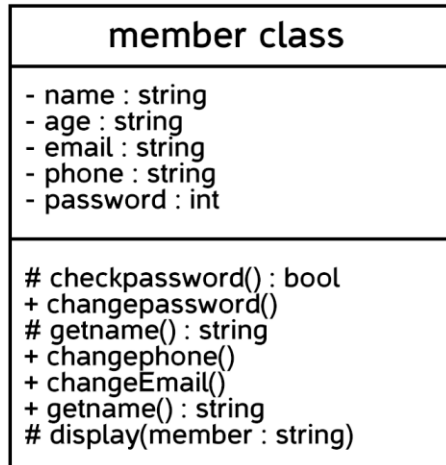 member class
- name : string
- age : string
- email : string
- phone : string
- password : int
# checkpassword() : bool
+ changepassword()
# getname() : string
+ changephone()
+ changeEmail()
+ getname() : string
# display(member : string)